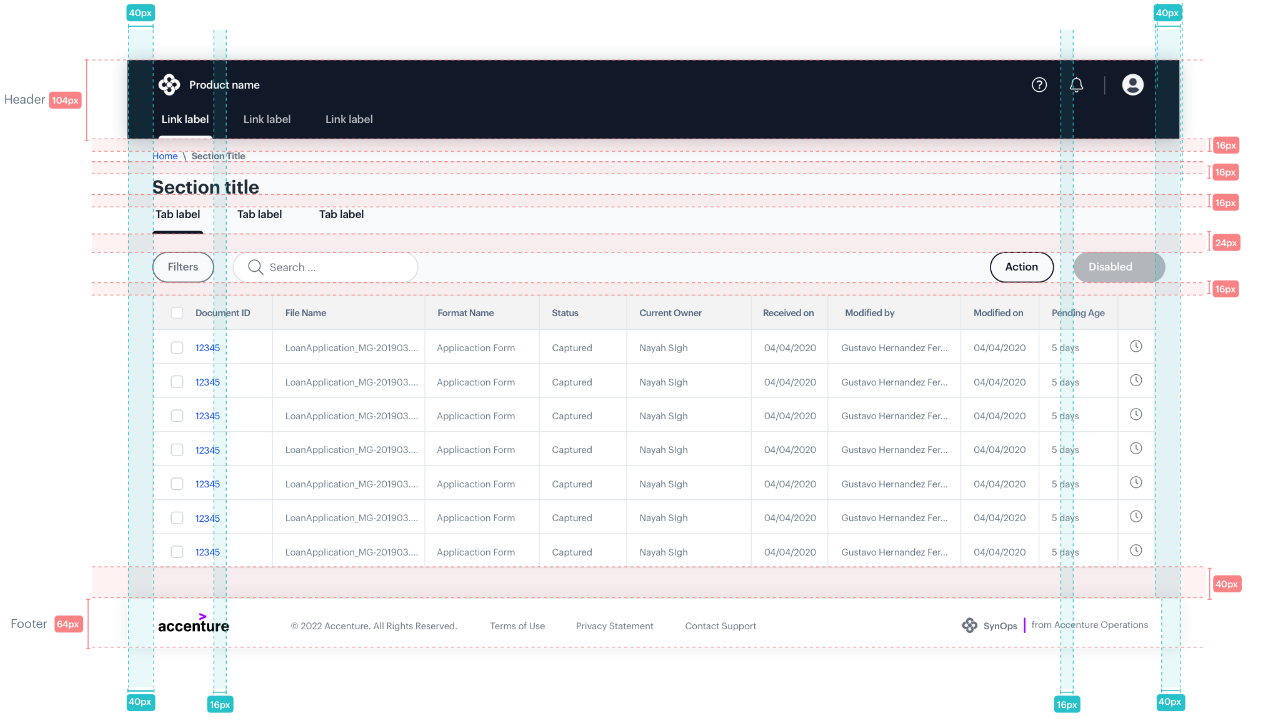 40px 40px
Header 104px
Product name
Link label Link label Link label
16px
Home \ Section Title
16px
Section title
16px
Tab label Tab label Tab label
24px
Filters Search ... Action Disabled
16px
Document ID File Name Format Name Status Current Owner Received on Modified by Modified on Pending Age
12345 LoanApplication_MG-201903.... Applicaction Form Captured Nayah SIgh 04/04/2020 Gustavo Hernandez Fer... 04/04/2020 5 days
12345 LoanApplication_MG-201903.... Applicaction Form Captured Nayah SIgh 04/04/2020 Gustavo Hernandez Fer... 04/04/2020 5 days
12345 LoanApplication_MG-201903.... Applicaction Form Captured Nayah SIgh 04/04/2020 Gustavo Hernandez Fer... 04/04/2020 5 days
12345 LoanApplication_MG-201903.... Applicaction Form Captured Nayah SIgh 04/04/2020 Gustavo Hernandez Fer... 04/04/2020 5 days
12345 LoanApplication_MG-201903.... Applicaction Form Captured Nayah SIgh 04/04/2020 Gustavo Hernandez Fer... 04/04/2020 5 days
12345 LoanApplication_MG-201903.... Applicaction Form Captured Nayah SIgh 04/04/2020 Gustavo Hernandez Fer... 04/04/2020 5 days
12345 LoanApplication_MG-201903.... Applicaction Form Captured Nayah SIgh 04/04/2020 Gustavo Hernandez Fer... 04/04/2020 5 days
40px
Footer 64px
accenture © 2022 Accenture. All Rights Reserved. Terms of Use Privacy Statement Contact Support SynOps from Accenture Operations
40px 16px 16px 40px